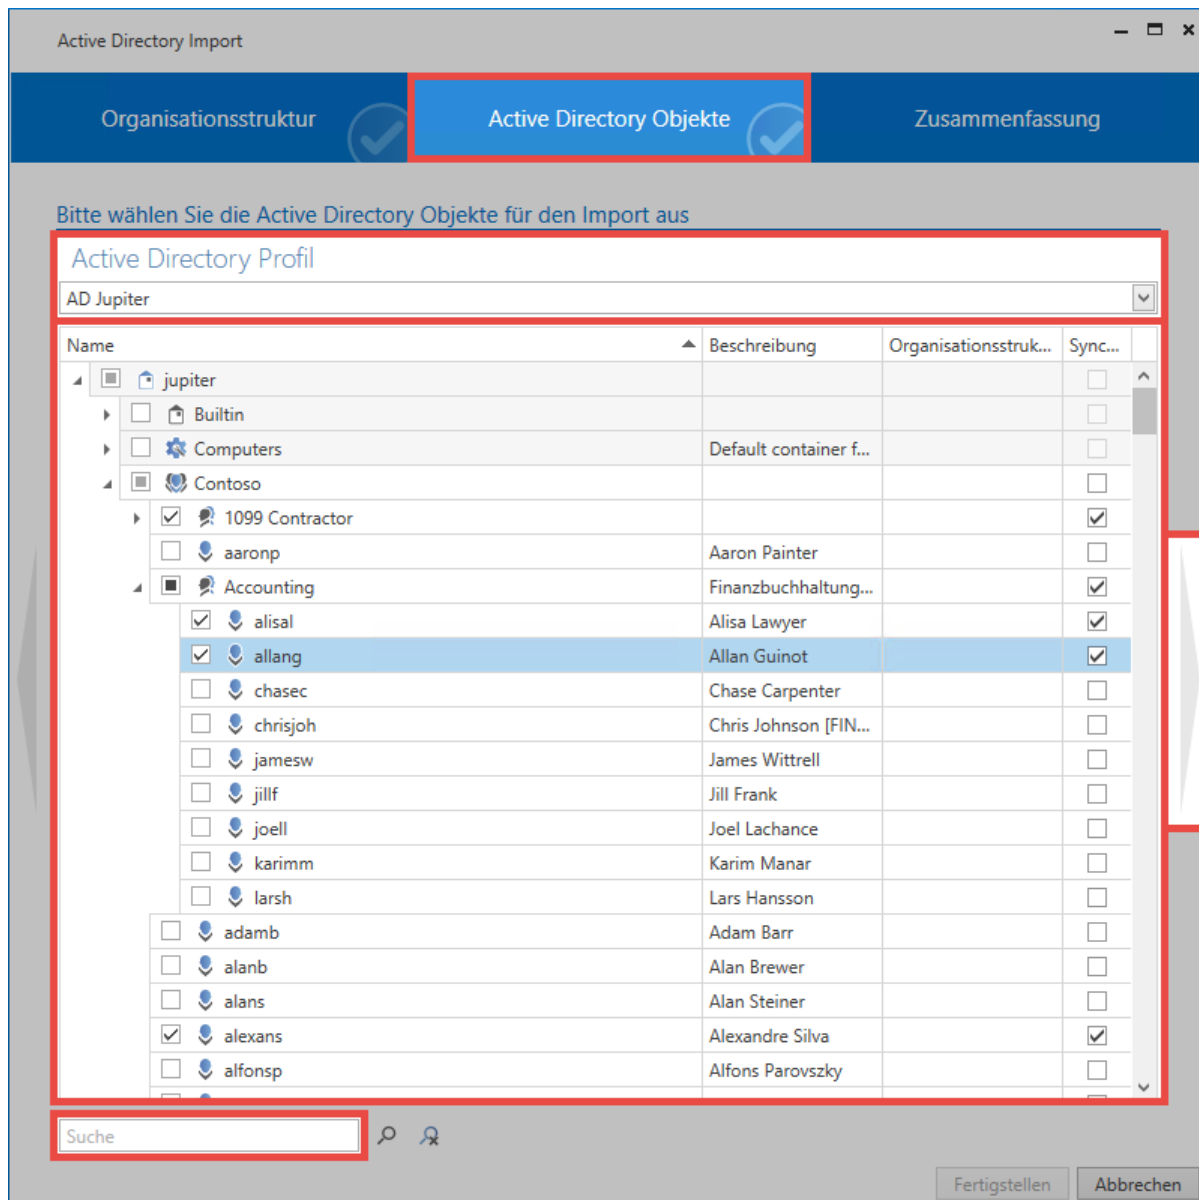 Active Directory Import
Organisationsstruktur Active Directory Objekte Zusammenfassung
Bitte wählen Sie die Active Directory Objekte für den Import aus
Active Directory Profil
AD Jupiter
Name Beschreibung Organisationsstruk... Sync...
jupiter
Builtin
Computers Default container f...
Contoso
1099 Contractor
aaronp Aaron Painter
Accounting Finanzbuchhaltung...
alisal Alisa Lawyer
allang Allan Guinot
chasec Chase Carpenter
chrisjoh Chris Johnson [FIN...
jamesw James Wittrell
jillf Jill Frank
joell Joel Lachance
karimm Karim Manar
larsh Lars Hansson
adamb Adam Barr
alanb Alan Brewer
alans Alan Steiner
alexans Alexandre Silva
alfonsp Alfons Parovszky
Suche
Fertigstellen Abbrechen